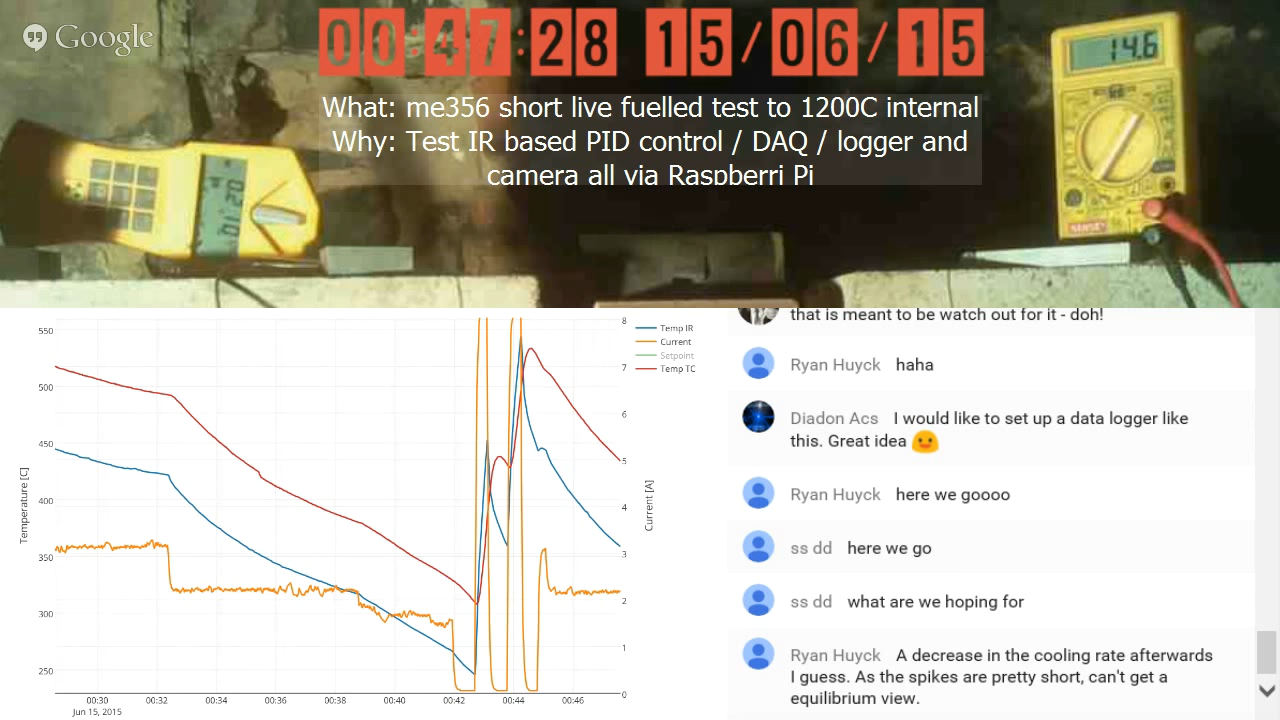 Google
00:47:28 15/06/15
14.6
What: me356 short live fuelled test to 1200C internal
Why: Test IR based PID control / DAQ / logger and
camera all via Raspberri Pi
550
500
450
400
350
300
250
Temperature [C]
00:30
00:32
00:34
00:36
00:38
00:40
00:42
00:44
00:46
Jun 15, 2015
8
7
6
5
4
3
2
1
0
Current [A]
Temp IR
Current
Setpoint
Temp TC
that is meant to be watch out for it - doh!
Ryan Huyck haha
Diadon Acs I would like to set up a data logger like
this. Great idea
Ryan Huyck here we goooo
ss dd here we go
ss dd what are we hoping for
Ryan Huyck A decrease in the cooling rate afterwards
I guess. As the spikes are pretty short, can't get a
equilibrium view.